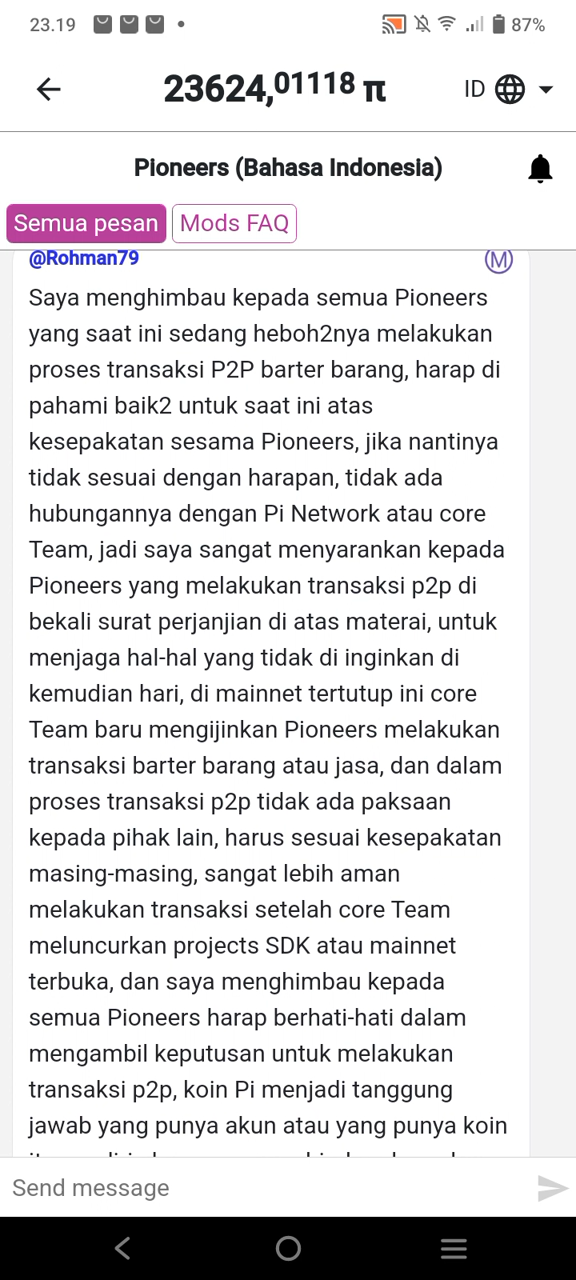 23.19
87%
23624,01118 π
ID
Pioneers (Bahasa Indonesia)
Semua pesan
Mods FAQ
@Rohman79
M
Saya menghimbau kepada semua Pioneers
yang saat ini sedang heboh2nya melakukan
proses transaksi P2P barter barang, harap di
pahami baik2 untuk saat ini atas
kesepakatan sesama Pioneers, jika nantinya
tidak sesuai dengan harapan, tidak ada
hubungannya dengan Pi Network atau core
Team, jadi saya sangat menyarankan kepada
Pioneers yang melakukan transaksi p2p di
bekali surat perjanjian di atas materai, untuk
menjaga hal-hal yang tidak di inginkan di
kemudian hari, di mainnet tertutup ini core
Team baru mengijinkan Pioneers melakukan
transaksi barter barang atau jasa, dan dalam
proses transaksi p2p tidak ada paksaan
kepada pihak lain, harus sesuai kesepakatan
masing-masing, sangat lebih aman
melakukan transaksi setelah core Team
meluncurkan projects SDK atau mainnet
terbuka, dan saya menghimbau kepada
semua Pioneers harap berhati-hati dalam
mengambil keputusan untuk melakukan
transaksi p2p, koin Pi menjadi tanggung
jawab yang punya akun atau yang punya koin
Send message